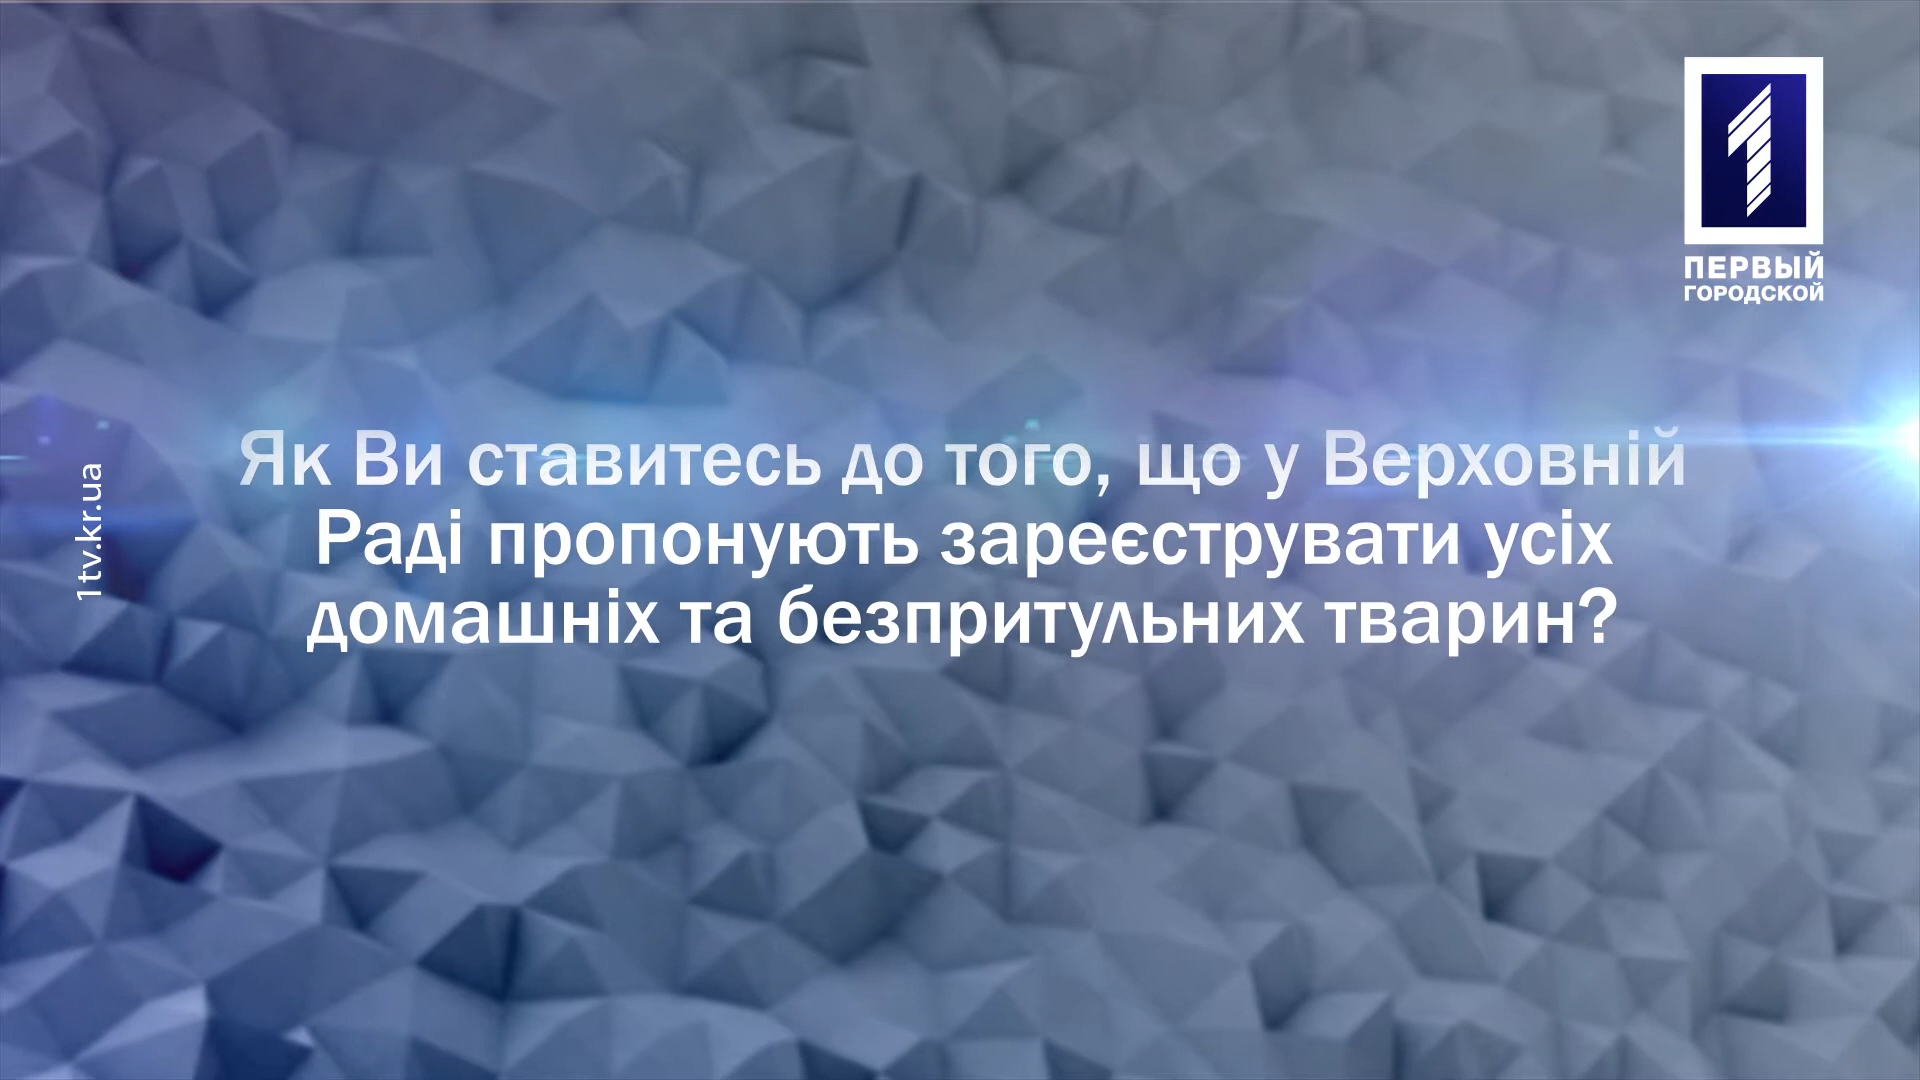 ПЕРВЫЙ
ГОРОДСКОЙ
1tv.kr.ua
Як Ви ставитесь до того, що у Верховній
Раді пропонують зареєструвати усіх
домашніх та безпритульних тварин?